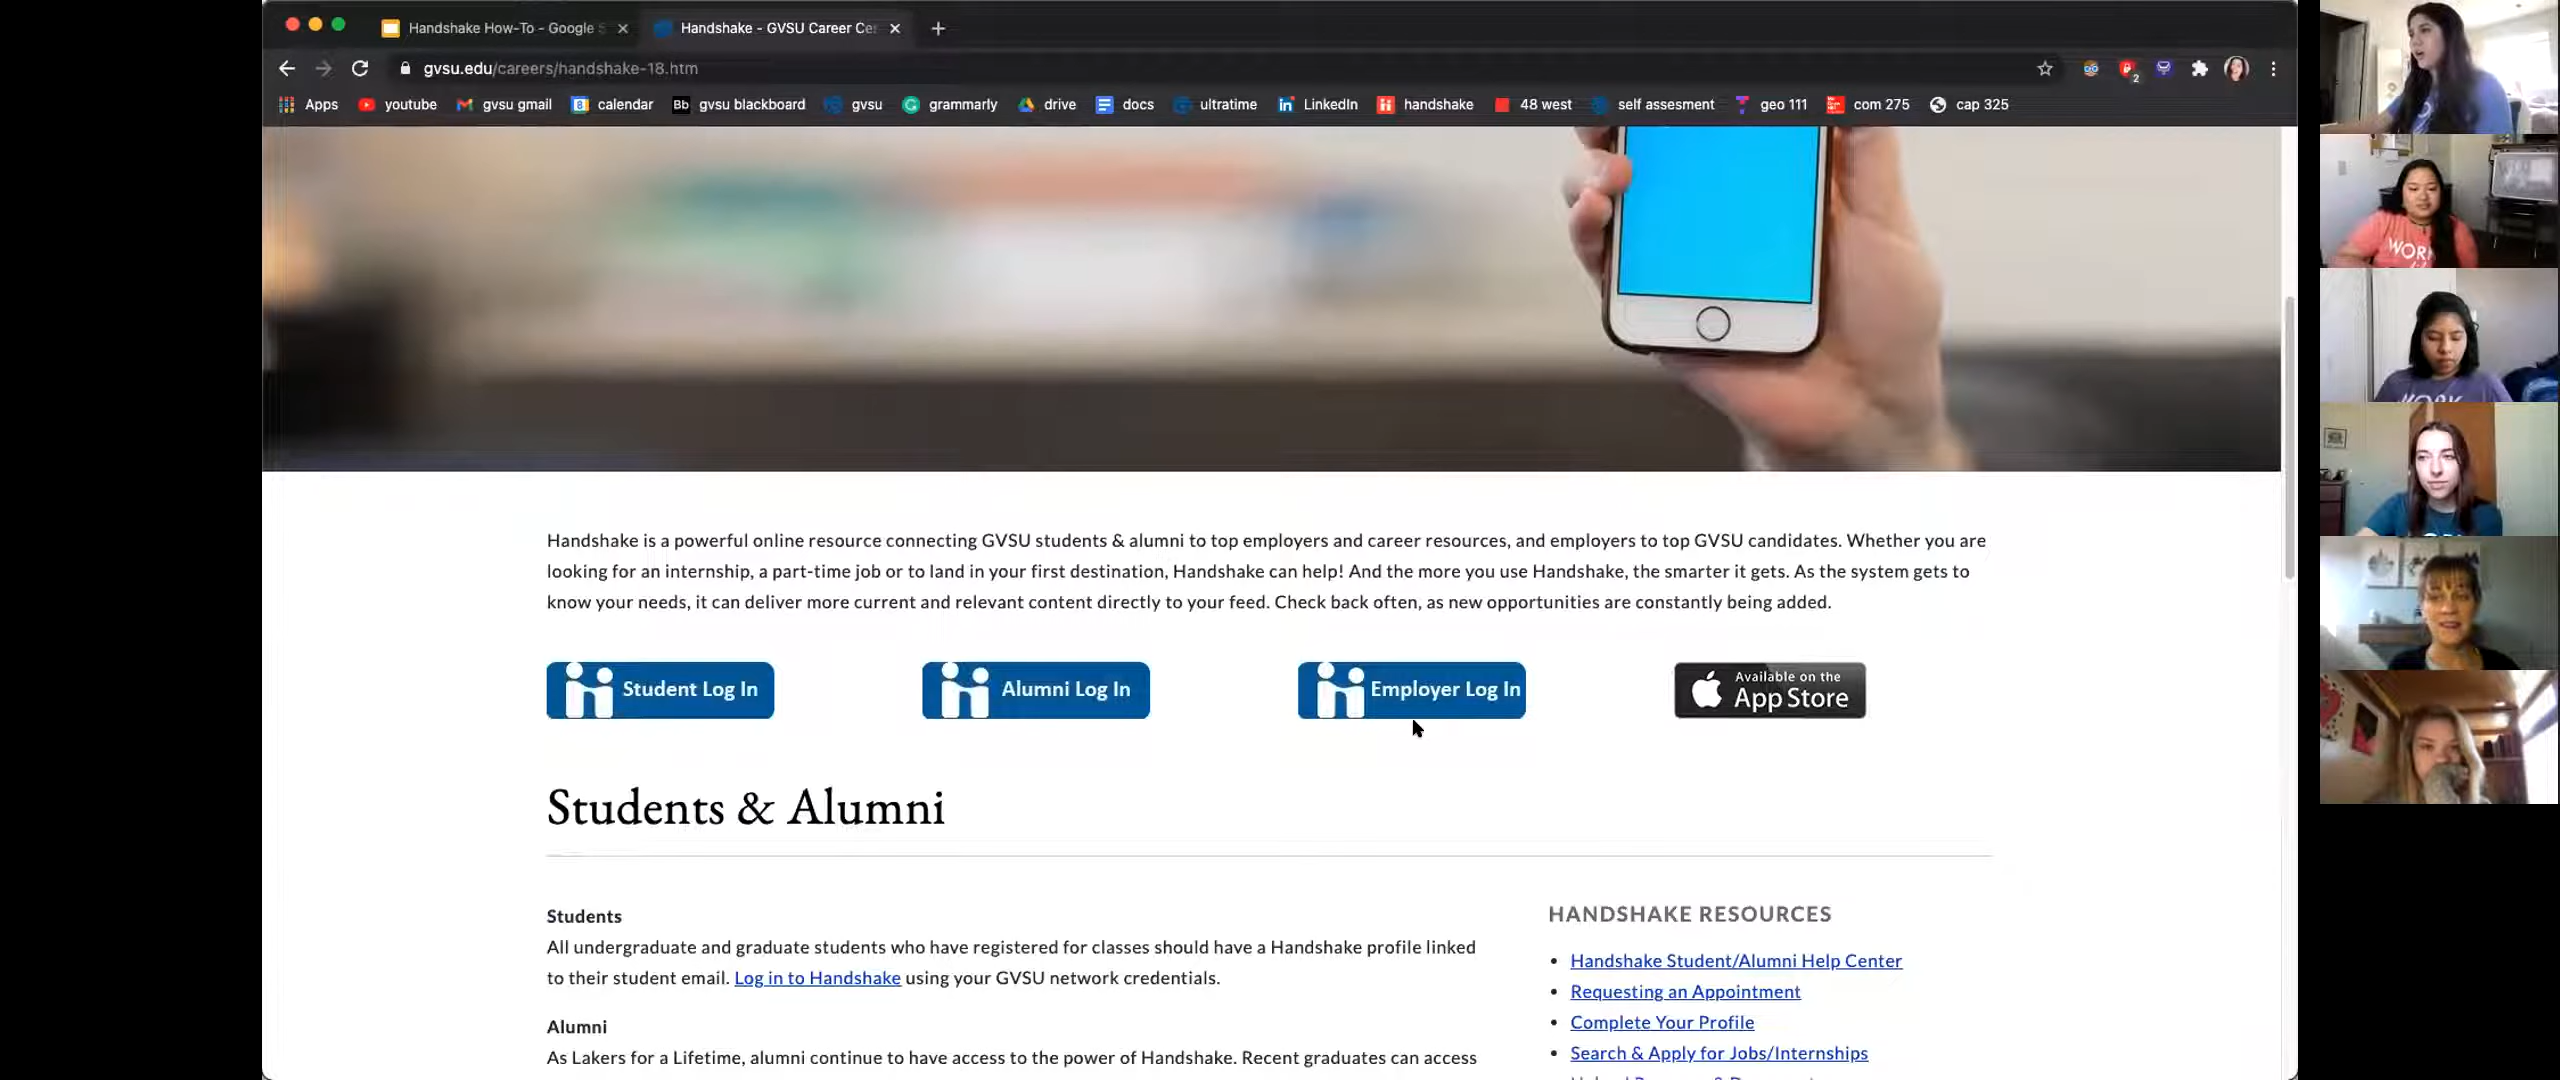 Handshake How-To - Google S
Handshake - GVSU Career Ce
gvsu.edu/careers/handshake-18.htm
2
Apps youtube gvsu gmail 8 calendar Bb gvsu blackboard gvsu grammarly drive docs ultratime in LinkedIn handshake 48 west self assesment geo 111 com 275 cap 325
WORK
WORK
Handshake is a powerful online resource connecting GVSU students & alumni to top employers and career resources, and employers to top GVSU candidates. Whether you are
looking for an internship, a part-time job or to land in your first destination, Handshake can help! And the more you use Handshake, the smarter it gets. As the system gets to
know your needs, it can deliver more current and relevant content directly to your feed. Check back often, as new opportunities are constantly being added.
Student Log In
Alumni Log In
Employer Log In
Available on the
App Store
Students & Alumni
Students
All undergraduate and graduate students who have registered for classes should have a Handshake profile linked
to their student email. Log in to Handshake using your GVSU network credentials.
Alumni
As Lakers for a Lifetime, alumni continue to have access to the power of Handshake. Recent graduates can access
HANDSHAKE RESOURCES
Handshake Student/Alumni Help Center
Requesting an Appointment
Complete Your Profile
Search & Apply for Jobs/Internships